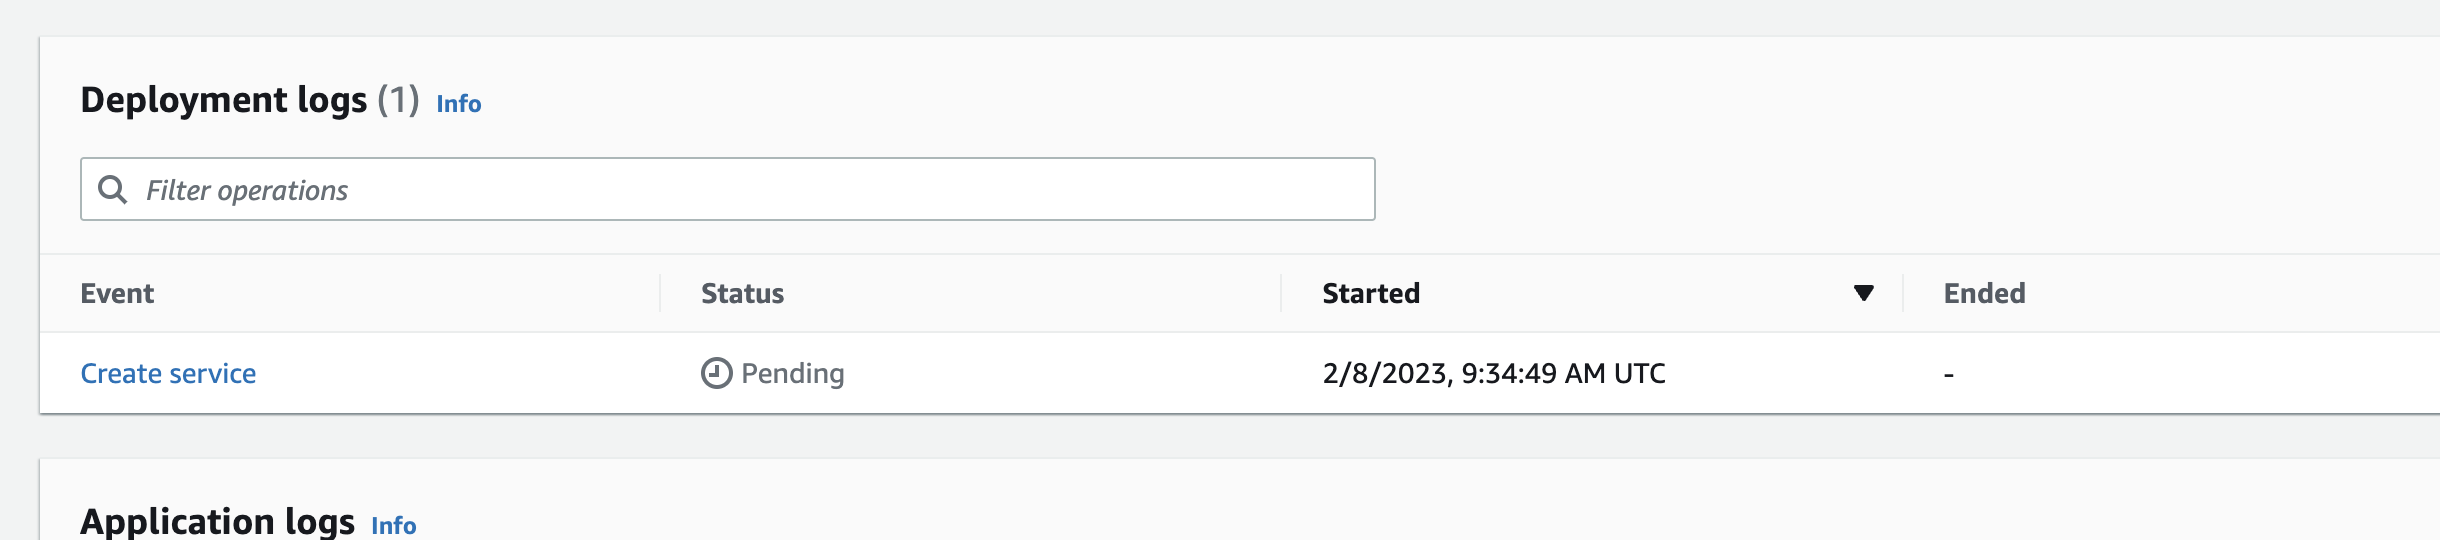 Deployment logs (1) Info
Filter operations
Event Status Started Ended
Create service Pending 2/8/2023, 9:34:49 AM UTC -
Application logs Info